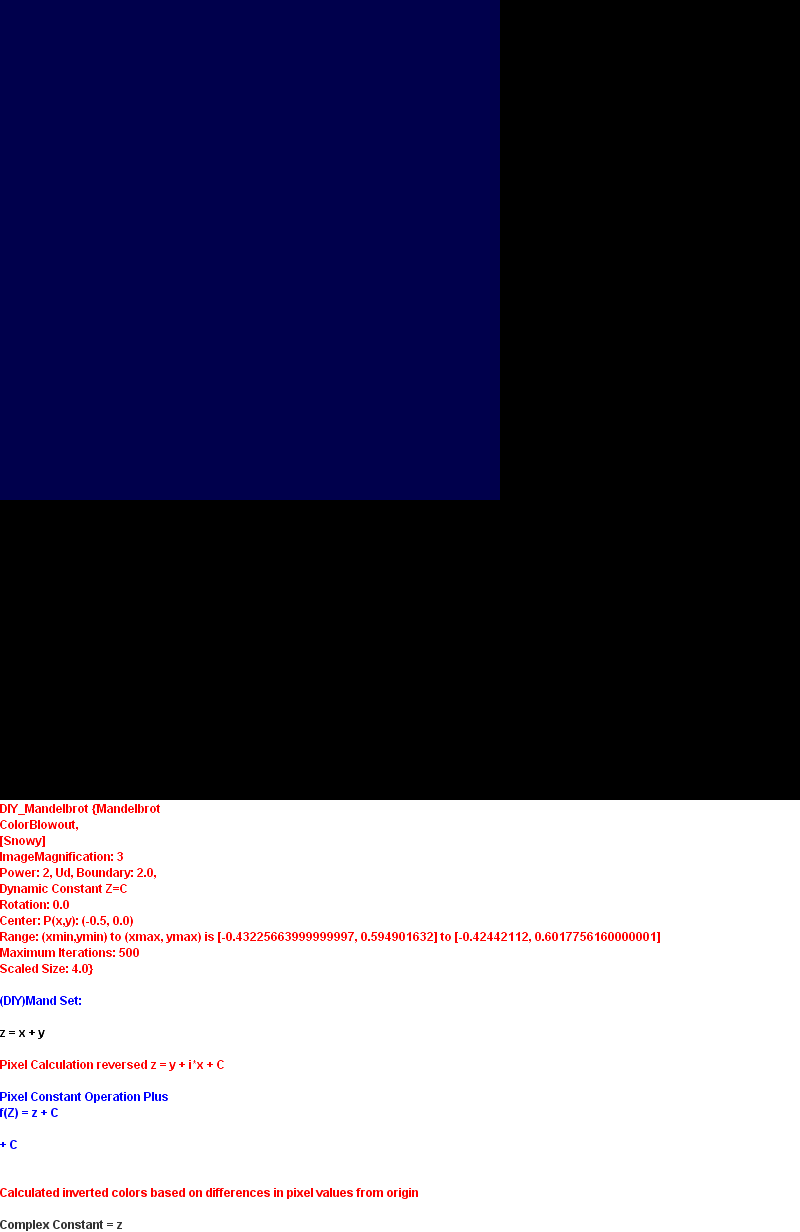 DIY_Mandelbrot {Mandelbrot
ColorBlowout,
[Snowy]
ImageMagnification: 3
Power: 2, Ud, Boundary: 2.0,
Dynamic Constant Z=C
Rotation: 0.0
Center: P(x,y): (-0.5, 0.0)
Range: (xmin,ymin) to (xmax, ymax) is [-0.43225663999999997, 0.594901632] to [-0.42442112, 0.6017756160000001]
Maximum Iterations: 500
Scaled Size: 4.0}
(DIY)Mand Set:
z = x + y
Pixel Calculation reversed z = y + i*x + C
Pixel Constant Operation Plus
f(Z) = z + C
+ C
Calculated inverted colors based on differences in pixel values from origin
Complex Constant = z